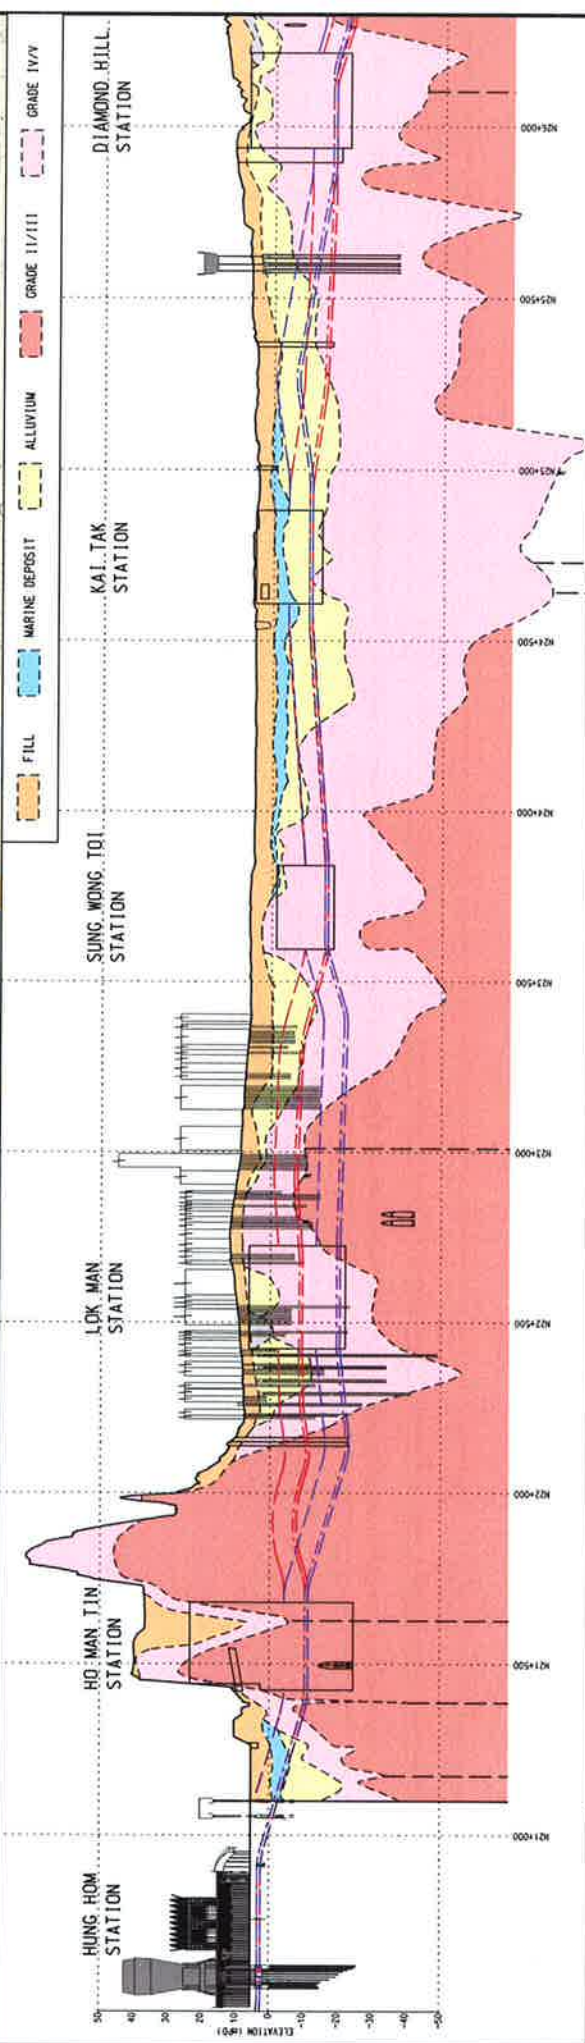 FILL
MARINE DEPOSIT
ALLUVIUM
GRADE II/III
GRADE IV/V
HUNG HOM
STATION
HO MAN TIN
STATION
LOK MAN
STATION
SUNG WONG TOI
STATION
KAI TAK
STATION
DIAMOND HILL
STATION
50
40
30
20
10
0
-10
-20
-30
-40
-50
ELEVATION (mPD)
N21+000
N21+500
N22+000
N22+500
N23+000
N23+500
N24+000
N24+500
N25+000
N25+500
N26+000